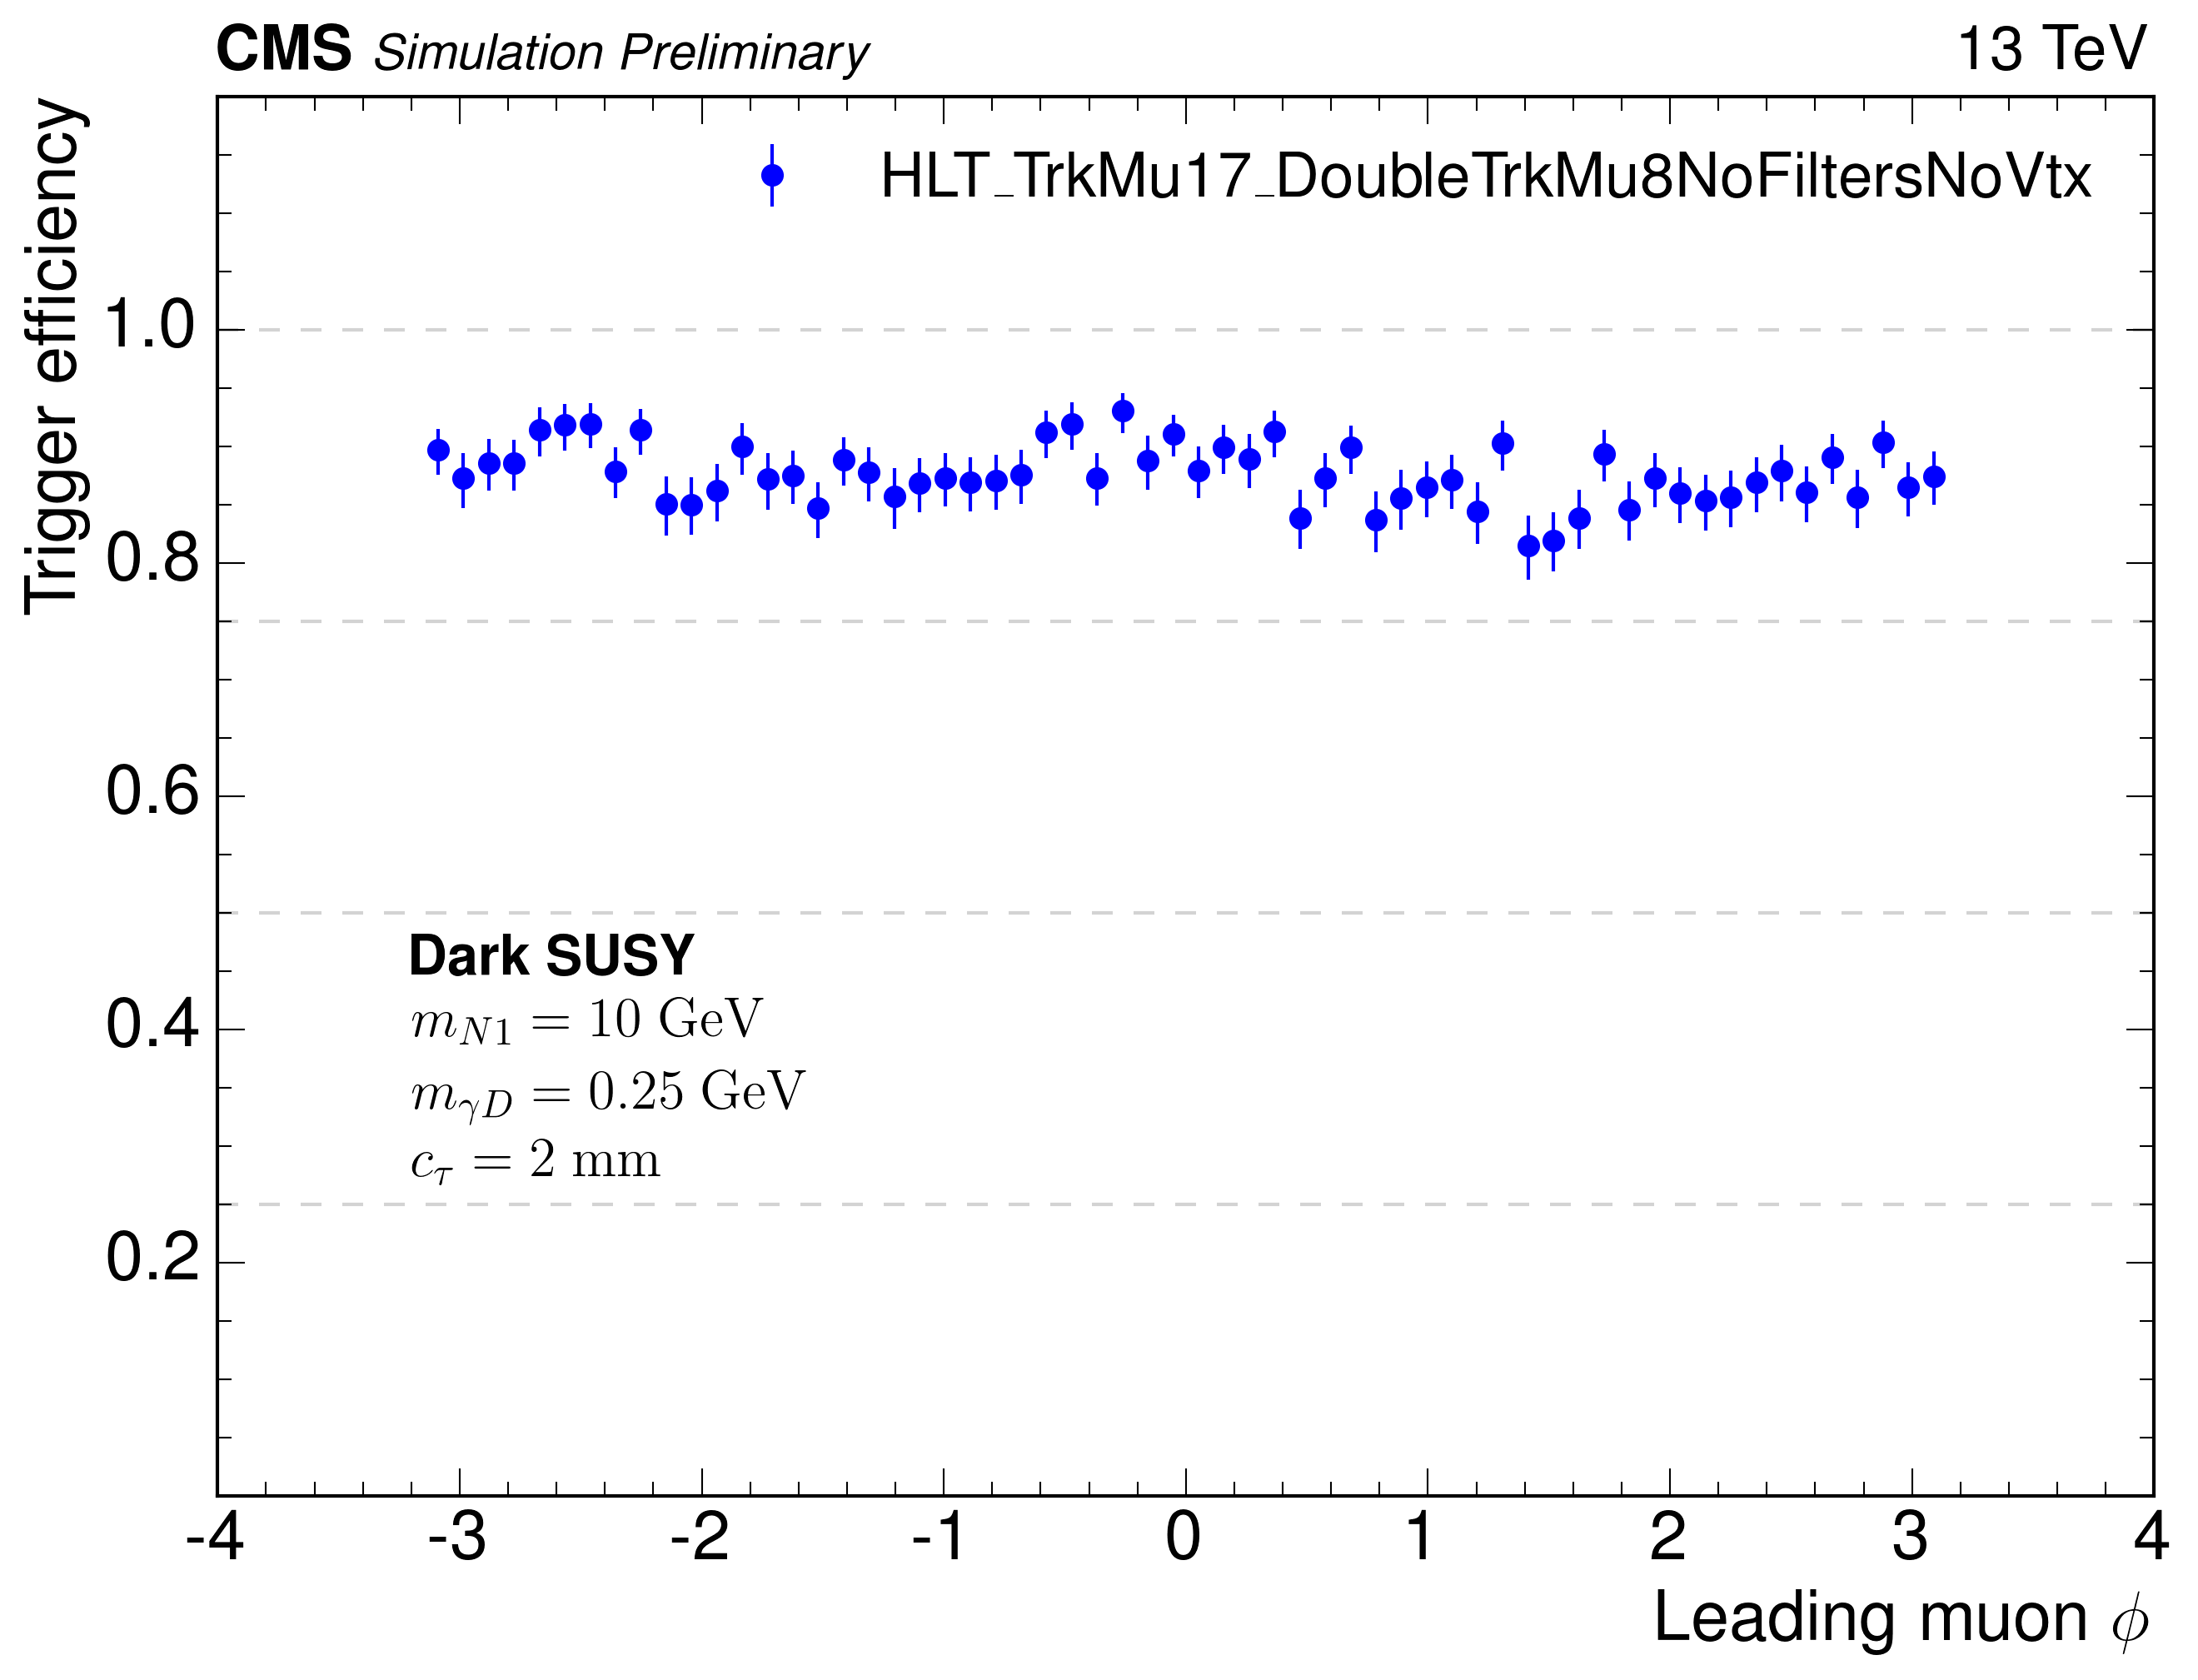 CMS Simulation Preliminary 13 TeV
HLT_TrkMu17_DoubleTrkMu8NoFiltersNoVtx
Trigger efficiency
1.0
0.8
0.6
0.4
0.2
Dark SUSY
m_{N1} = 10 GeV
m_{γD} = 0.25 GeV
c_τ = 2 mm
-4 -3 -2 -1 0 1 2 3 4
Leading muon ϕ